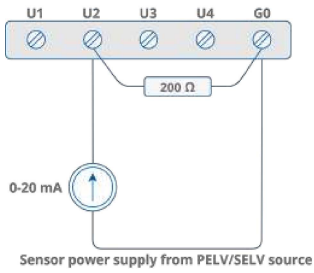 U1 U2 U3 U4 G0
200 Ω
0-20 mA
Sensor power supply from PELV/SELV source